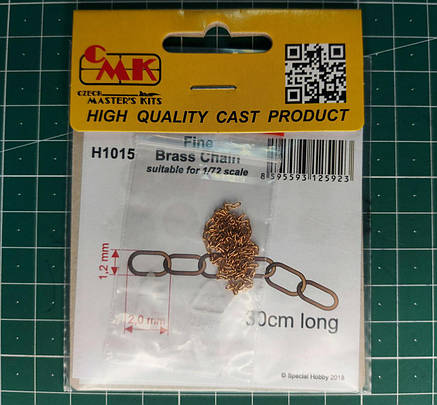 CMK
CZECH
MASTER'S KITS
HIGH QUALITY CAST PRODUCT
H1015
Fine
Brass Chain
suitable for 1/72 scale
8 595593 125923
1,2 mm
2,0 mm
30cm long
© Special Hobby 2018